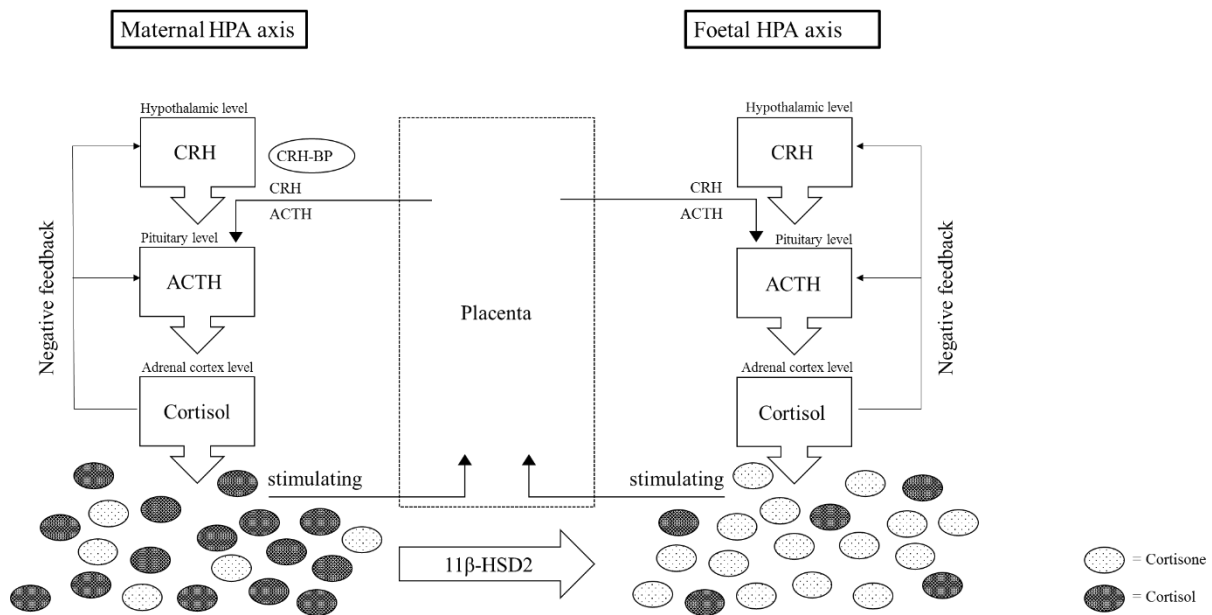 Maternal HPA axis
Foetal HPA axis
Hypothalamic level
CRH
CRH-BP
CRH
ACTH
Pituitary level
ACTH
Adrenal cortex level
Cortisol
Negative feedback
stimulating
Placenta
11β-HSD2
Hypothalamic level
CRH
CRH
ACTH
Pituitary level
ACTH
Adrenal cortex level
Cortisol
Negative feedback
stimulating
= Cortisone
= Cortisol